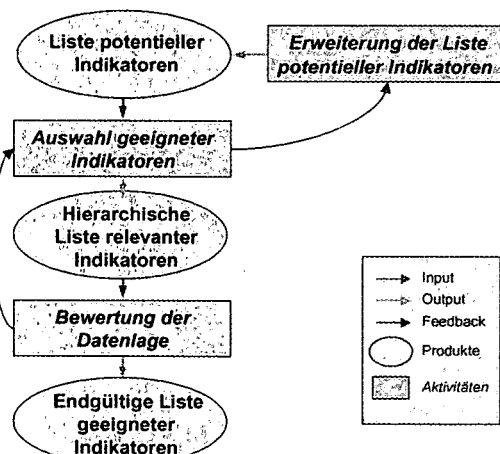 Liste potentieller
Indikatoren
Erweiterung der Liste
potentieller Indikatoren
Auswahl geeigneter
Indikatoren
Hierarchische
Liste relevanter
Indikatoren
Bewertung der
Datenlage
Endgültige Liste
geeigneter
Indikatoren
Input
Output
Feedback
Produkte
Aktivitäten